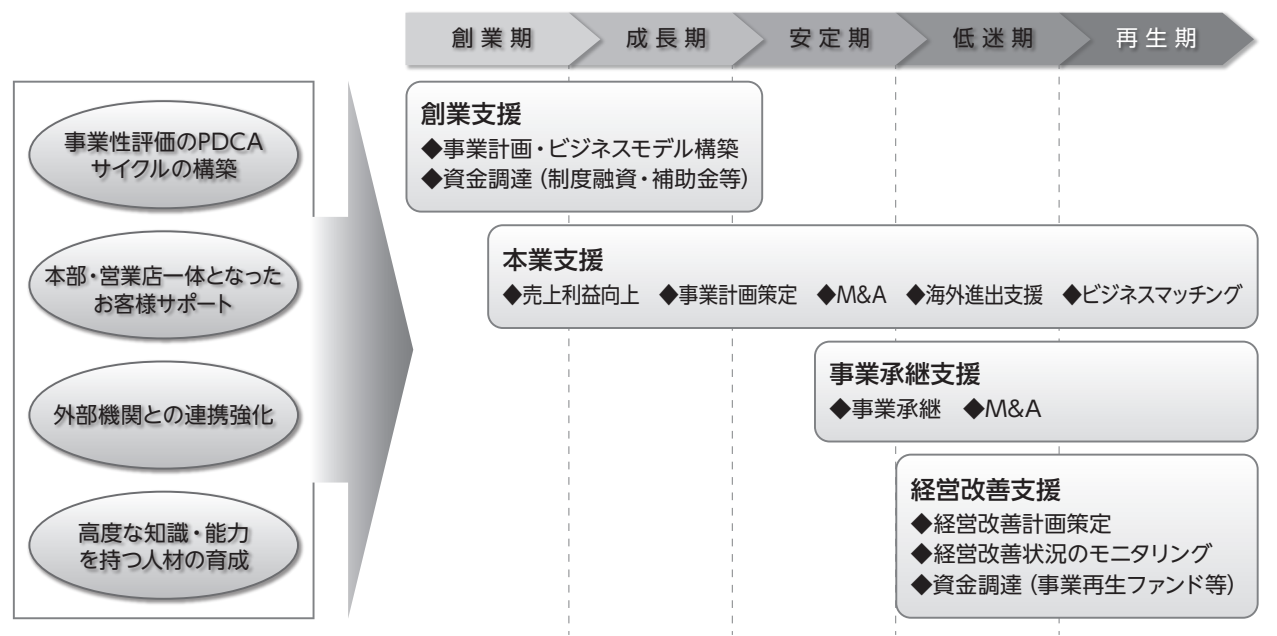 創業期 成長期 安定期 低迷期 再生期
事業性評価のPDCA
サイクルの構築
本部・営業店一体となった
お客様サポート
外部機関との連携強化
高度な知識・能力
を持つ人材の育成
創業支援
◆事業計画・ビジネスモデル構築
◆資金調達（制度融資・補助金等）
本業支援
◆売上利益向上 ◆事業計画策定 ◆M&A ◆海外進出支援 ◆ビジネスマッチング
事業承継支援
◆事業承継 ◆M&A
経営改善支援
◆経営改善計画策定
◆経営改善状況のモニタリング
◆資金調達（事業再生ファンド等）